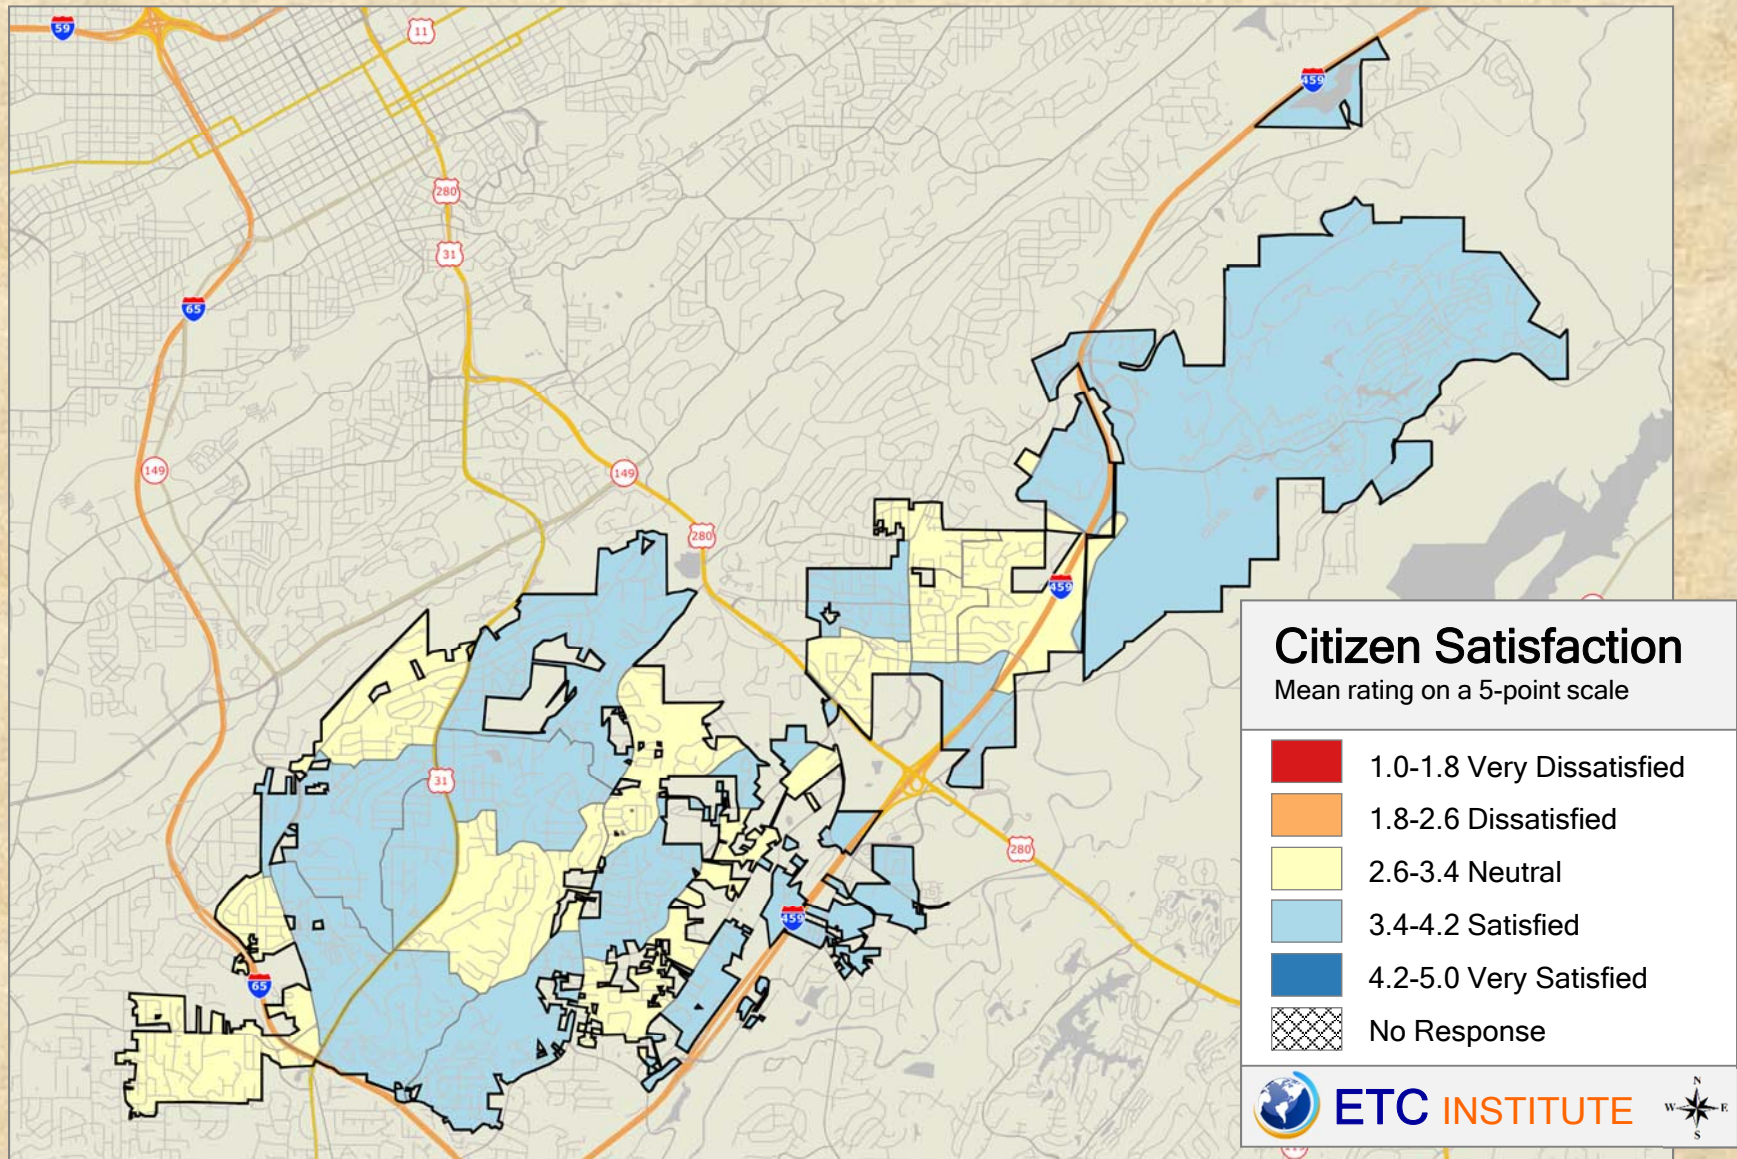 59
11
459
280
31
65
149
149
280
459
31
280
459
65
Citizen Satisfaction
Mean rating on a 5-point scale
1.0-1.8 Very Dissatisfied
1.8-2.6 Dissatisfied
2.6-3.4 Neutral
3.4-4.2 Satisfied
4.2-5.0 Very Satisfied
No Response
ETC INSTITUTE
N
W E
S